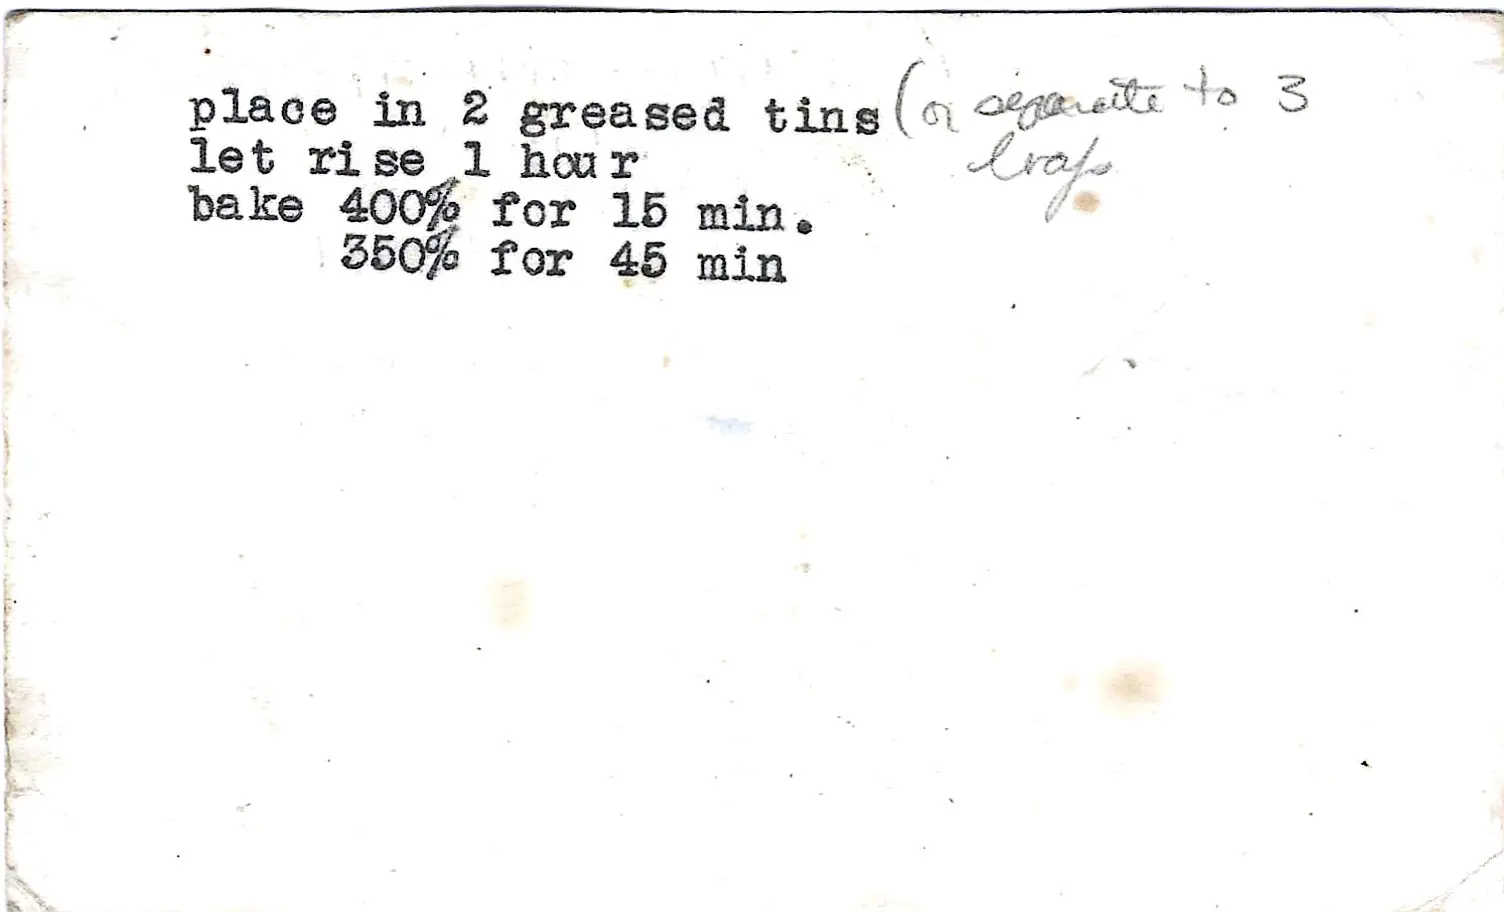 place in 2 greased tins (or separate to 3
let rise 1 hour
bake 400% for 15 min.
350% for 45 min